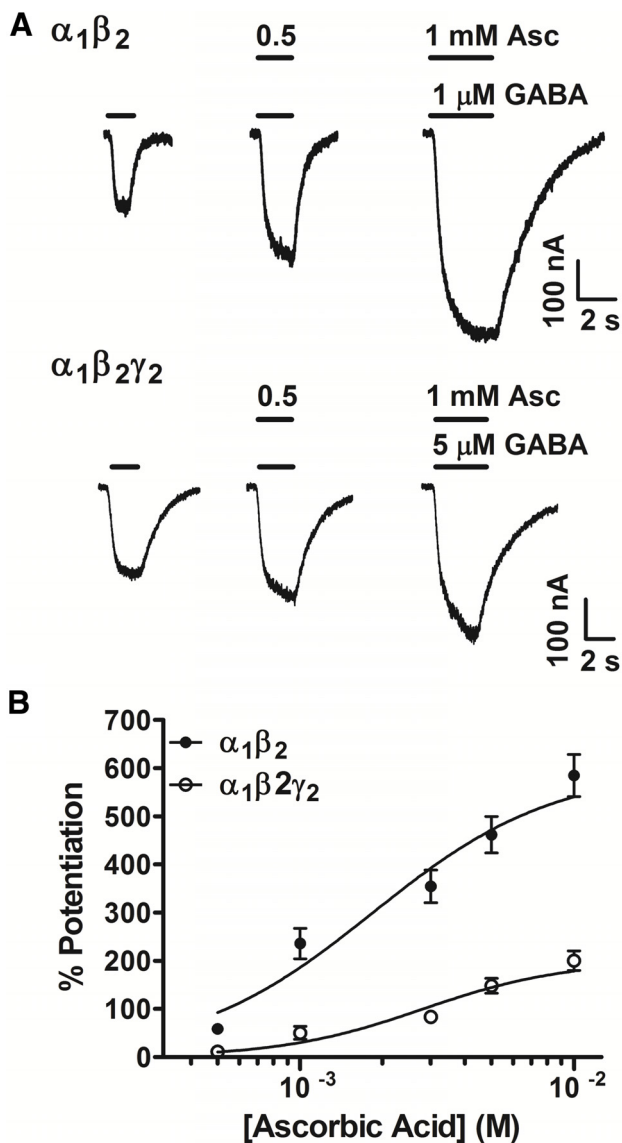 A
α₁β₂
0.5
1 mM Asc
1 μM GABA
100 nA
2 s
α₁β₂γ₂
0.5
1 mM Asc
5 μM GABA
100 nA
2 s
B
700
600
500
400
300
200
100
0
% Potentiation
α₁β₂
α₁β2γ₂
10⁻³
10⁻²
[Ascorbic Acid] (M)